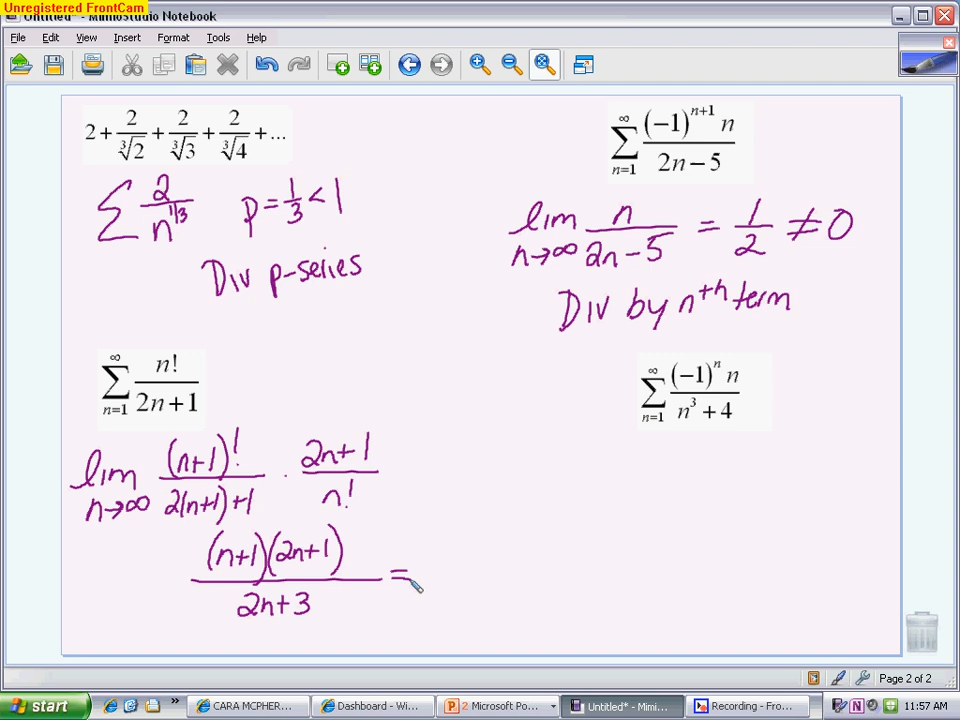 Unregistered FrontCam
Untitled* - MimioStudio Notebook
File Edit View Insert Format Tools Help
2 + 2/∛2 + 2/∛3 + 2/∛4 + ...
∑ 2/n^(1/3) p = 1/3 < 1
Div p-series
∑_{n=1}^{∞} (-1)^{n+1} n / (2n - 5)
lim_{n→∞} n/(2n-5) = 1/2 ≠ 0
Div by n^th term
∑_{n=1}^{∞} n!/(2n+1)
lim_{n→∞} (n+1)!/(2(n+1)+1) · (2n+1)/n!
(n+1)(2n+1)/(2n+3) =
∑_{n=1}^{∞} (-1)^n n / (n^3 + 4)
Page 2 of 2
start
CARA MCPHER...
Dashboard - Wi...
2 Microsoft Po...
Untitled* - Mimi...
Recording - Fro...
11:57 AM